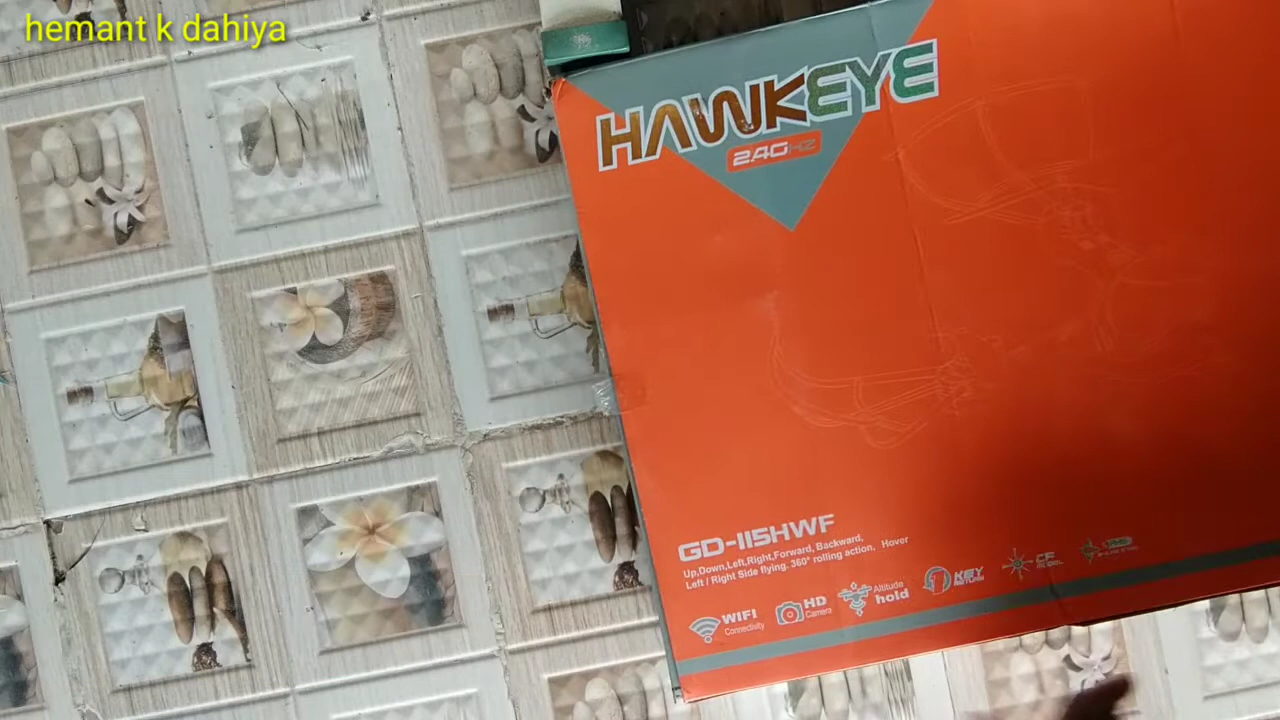 hemant k dahiya
HAWKEYE
2.4GHZ
GD-115HWF
Up,Down,Left,Right,Forward, Backward, Hover
Left / Right Side flying. 360° rolling action.
WIFI
Connectivity
HD
Camera
Altitude
hold
KEY
RETURN